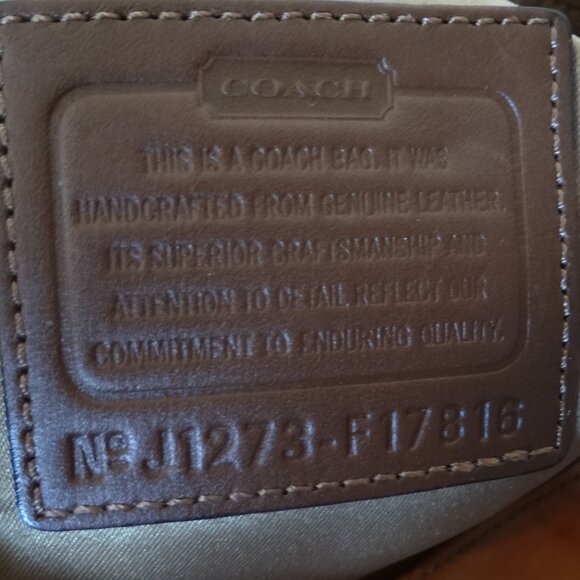 COACH
THIS IS A COACH BAG. IT WAS
HANDCRAFTED FROM GENUINE LEATHER.
ITS SUPERIOR CRAFTSMANSHIP AND
ATTENTION TO DETAIL REFLECT OUR
COMMITMENT TO ENDURING QUALITY.
Nº J1273-F17816